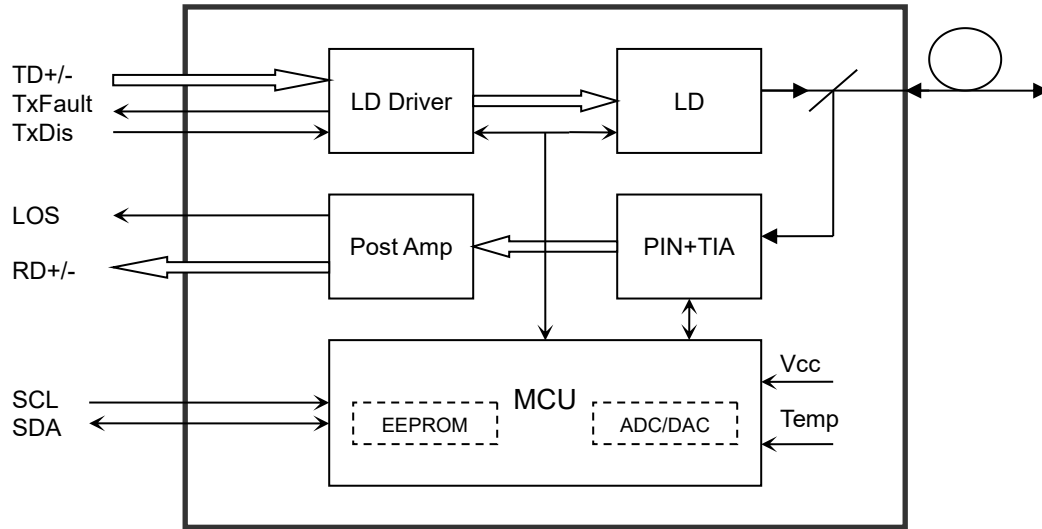 TD+/-
TxFault
TxDis
LD Driver
LD
LOS
RD+/-
Post Amp
PIN+TIA
SCL
SDA
MCU
EEPROM
ADC/DAC
Vcc
Temp